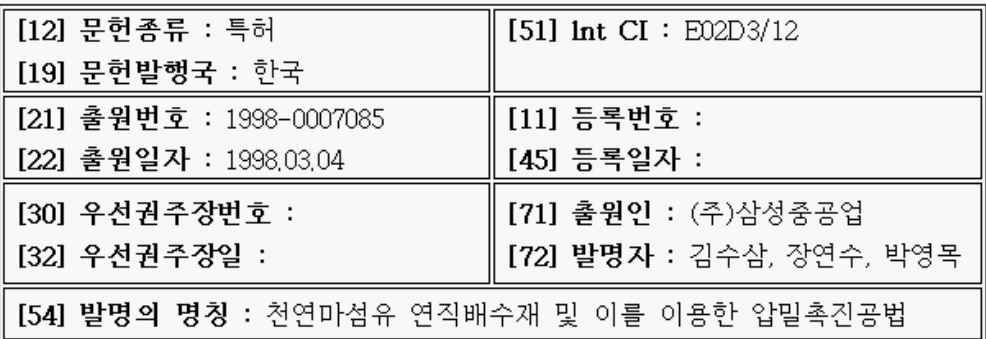 [12] 문헌종류 : 특허
[19] 문헌발행국 : 한국
[51] Int CI : E02D3/12
[21] 출원번호 : 1998-0007085
[22] 출원일자 : 1998.03.04
[11] 등록번호 :
[45] 등록일자 :
[30] 우선권주장번호 :
[32] 우선권주장일 :
[71] 출원인 : (주)삼성중공업
[72] 발명자 : 김수삼, 장연수, 박영목
[54] 발명의 명칭 : 천연마섬유 연직배수재 및 이를 이용한 압밀촉진공법